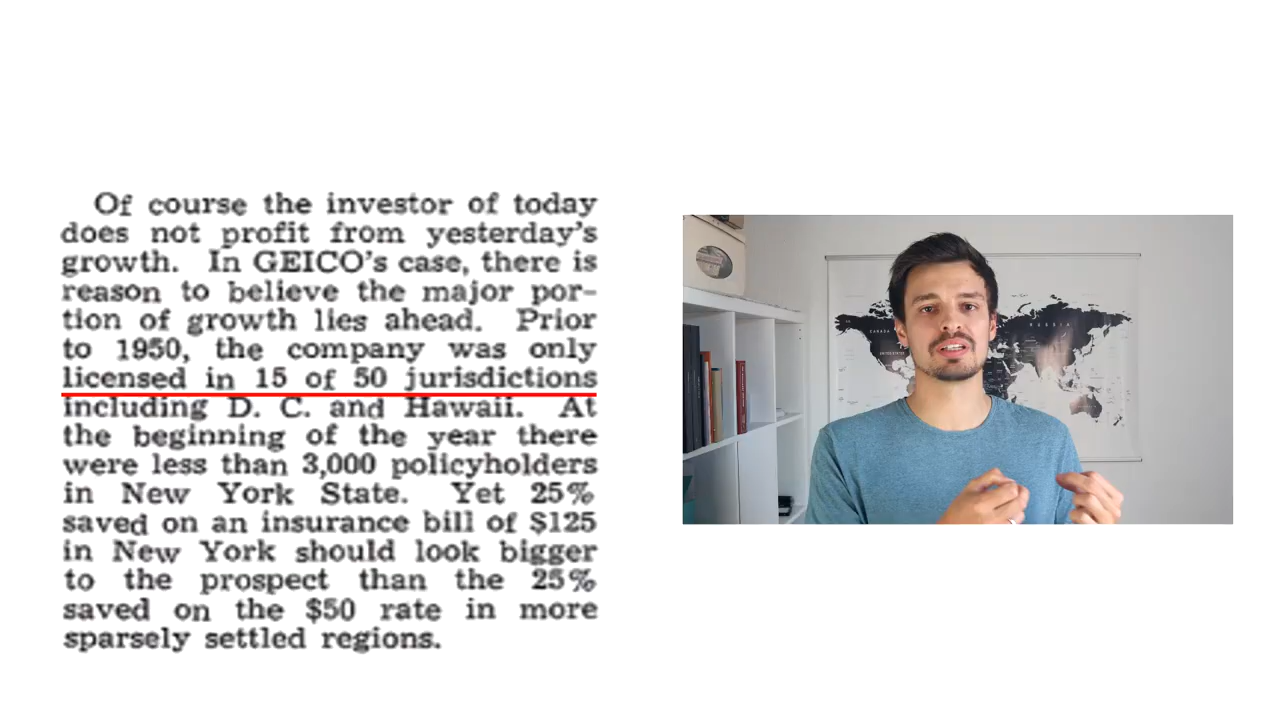 Of course the investor of today
does not profit from yesterday's
growth. In GEICO's case, there is
reason to believe the major por-
tion of growth lies ahead. Prior
to 1950, the company was only
licensed in 15 of 50 jurisdictions
including D. C. and Hawaii. At
the beginning of the year there
were less than 3,000 policyholders
in New York State. Yet 25%
saved on an insurance bill of $125
in New York should look bigger
to the prospect than the 25%
saved on the $50 rate in more
sparsely settled regions.
CANADA
RUSSIA